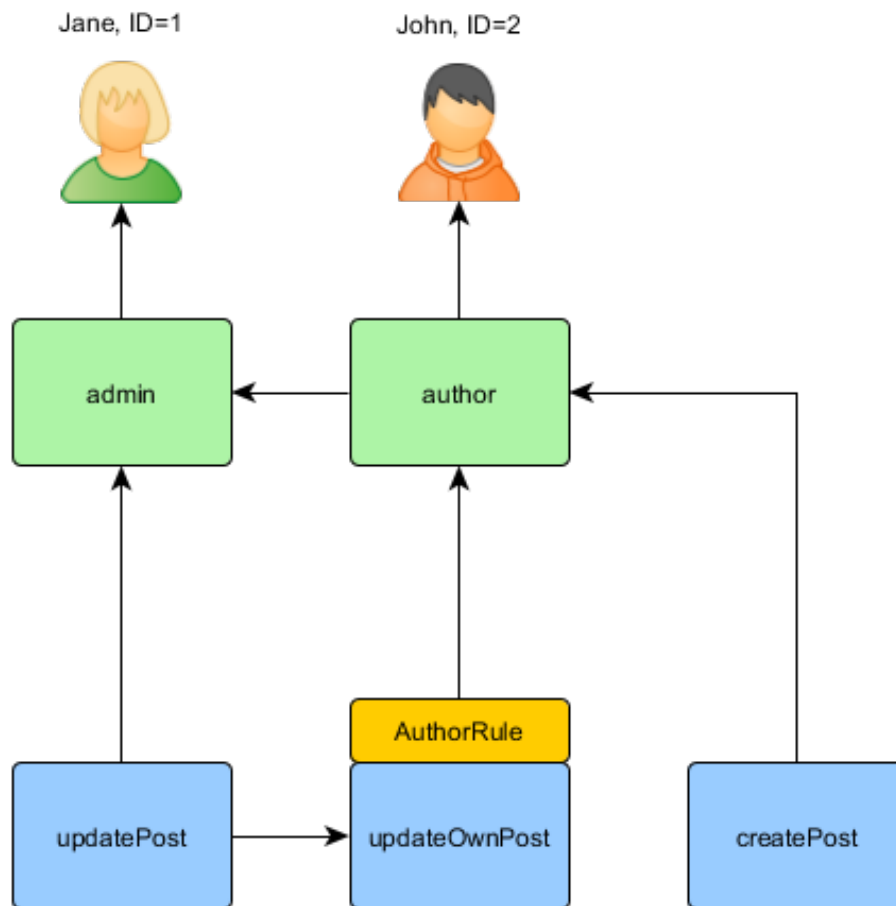 Jane, ID=1
John, ID=2
admin
author
AuthorRule
updatePost
updateOwnPost
createPost